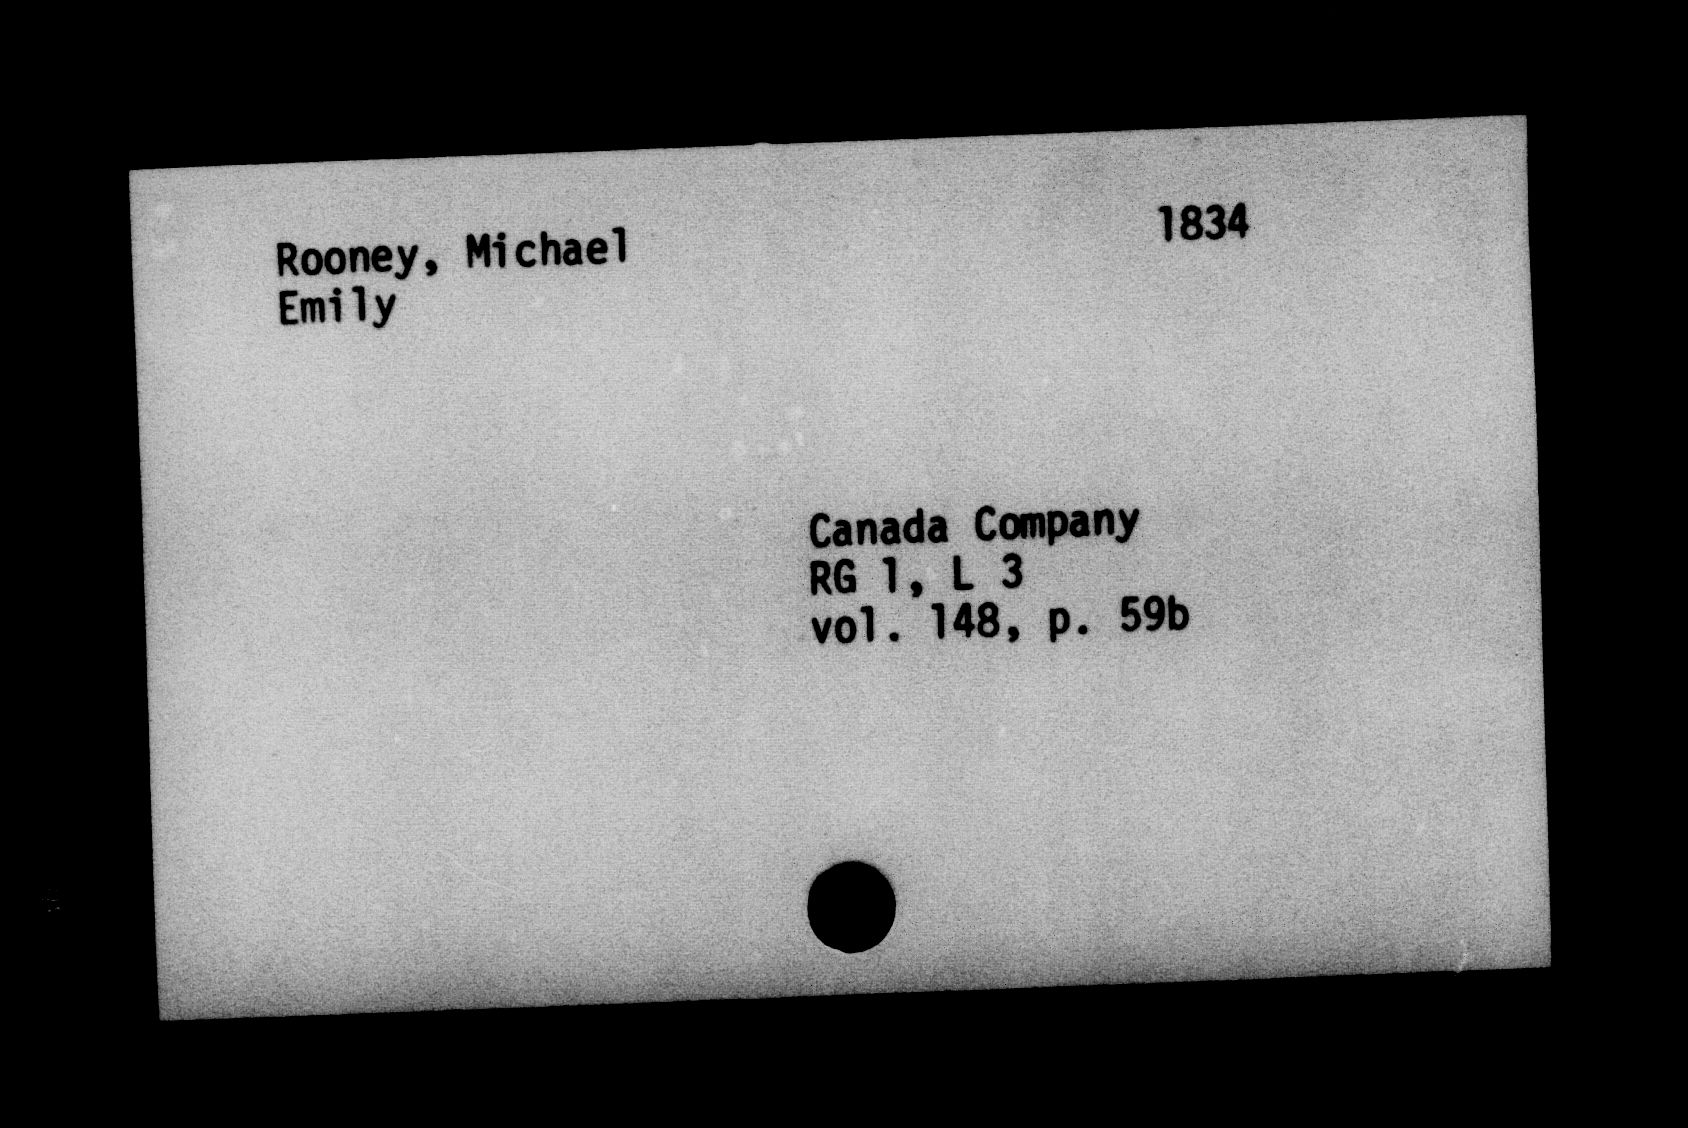 Rooney, Michael
1834
Emily
Canada Company
RG 1, L 3
vol. 148, p. 59b